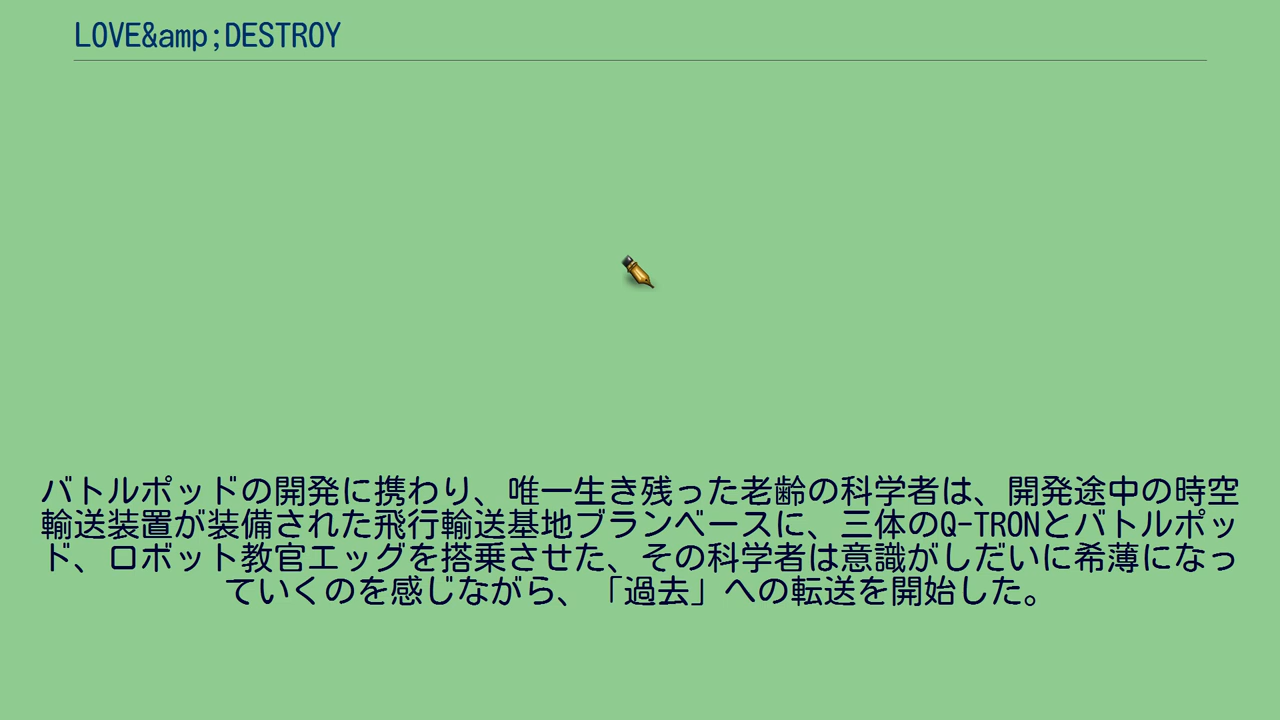 LOVE&amp;DESTROY
バトルポッドの開発に携わり、唯一生き残った老齢の科学者は、開発途中の時空
輸送装置が装備された飛行輸送基地ブランベースに、三体のQ-TRONとバトルポッ
ド、ロボット教官エッグを搭乗させた、その科学者は意識がしだいに希薄になっ
ていくのを感じながら、「過去」への転送を開始した。